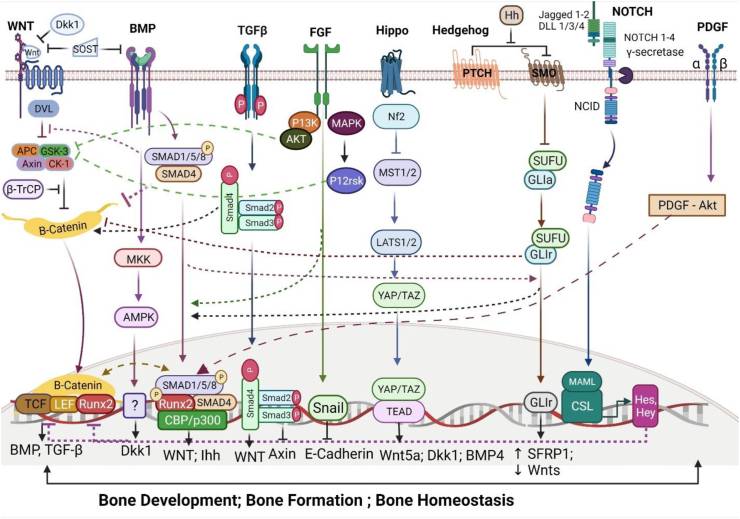 WNT
Dkk1
Wnt
SOST
BMP
TGFβ
FGF
Hippo
Hedgehog
Hh
Jagged 1-2
DLL 1/3/4
NOTCH
NOTCH 1-4
γ-secretase
PDGF
α β
PTCH
SMO
NCID
DVL
APC GSK-3
Axin CK-1
β-TrCP
B-Catenin
SMAD1/5/8
P
SMAD4
P P
P13K
AKT
MAPK
P12rsk
Nf2
MST1/2
LATS1/2
YAP/TAZ
P
Smad4
Smad2 P
Smad3 P
SUFU
GLIa
SUFU
GLIr
PDGF - Akt
MKK
AMPK
B-Catenin
TCF LEF Runx2
?
SMAD1/5/8
P
P
Runx2 SMAD4
CBP/p300
P
Smad4
Smad2 P
Smad3 P
Snail
YAP/TAZ
TEAD
GLIr
MAML
CSL
Hes,
Hey
BMP, TGF-β
Dkk1
WNT; Ihh
WNT
Axin
E-Cadherin
Wnt5a; Dkk1; BMP4
↑ SFRP1;
↓ Wnts
Bone Development; Bone Formation ; Bone Homeostasis